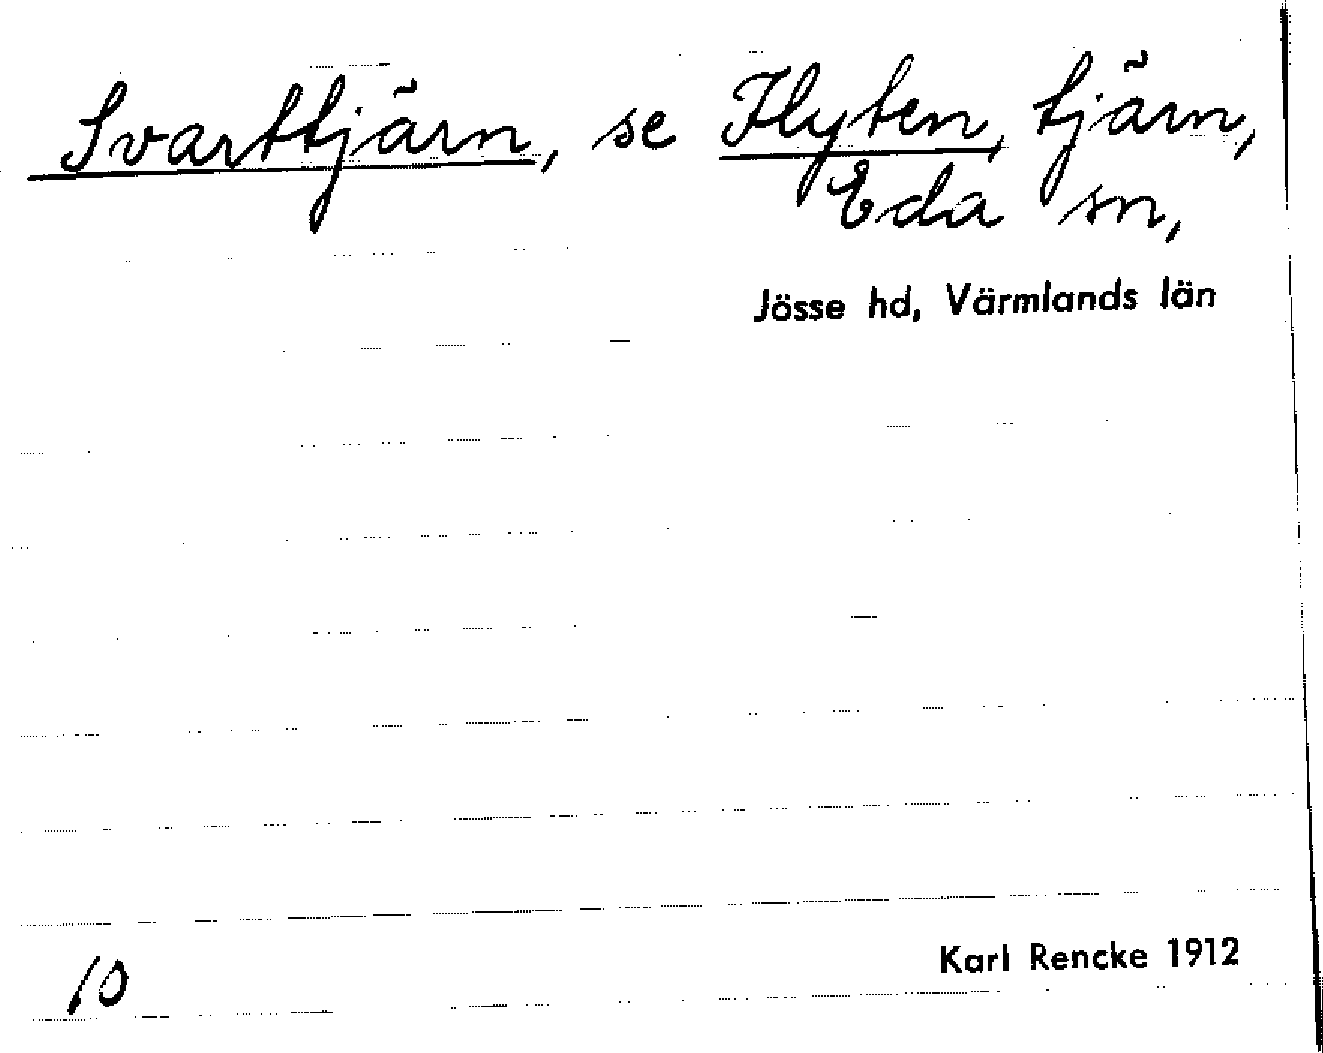 Svarttjärn, se Flyten, tjärn,
Eda sn,
Jösse hd, Värmlands län
Karl Rencke 1912
10